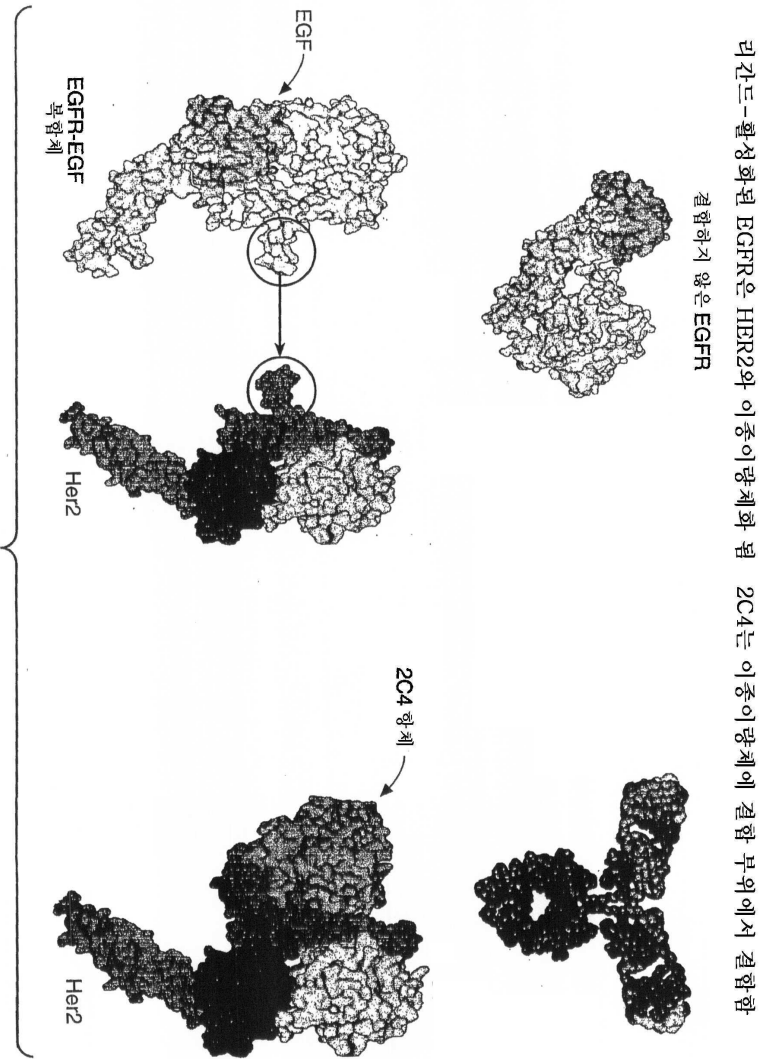 리간드-활성화된 EGFR은 HER2와 이종이량체화 됨
2C4는 이종이량체에 결합 부위에서 결합함
결합하지 않은 EGFR
EGF
EGFR-EGF
복합체
Her2
2C4 항체
Her2